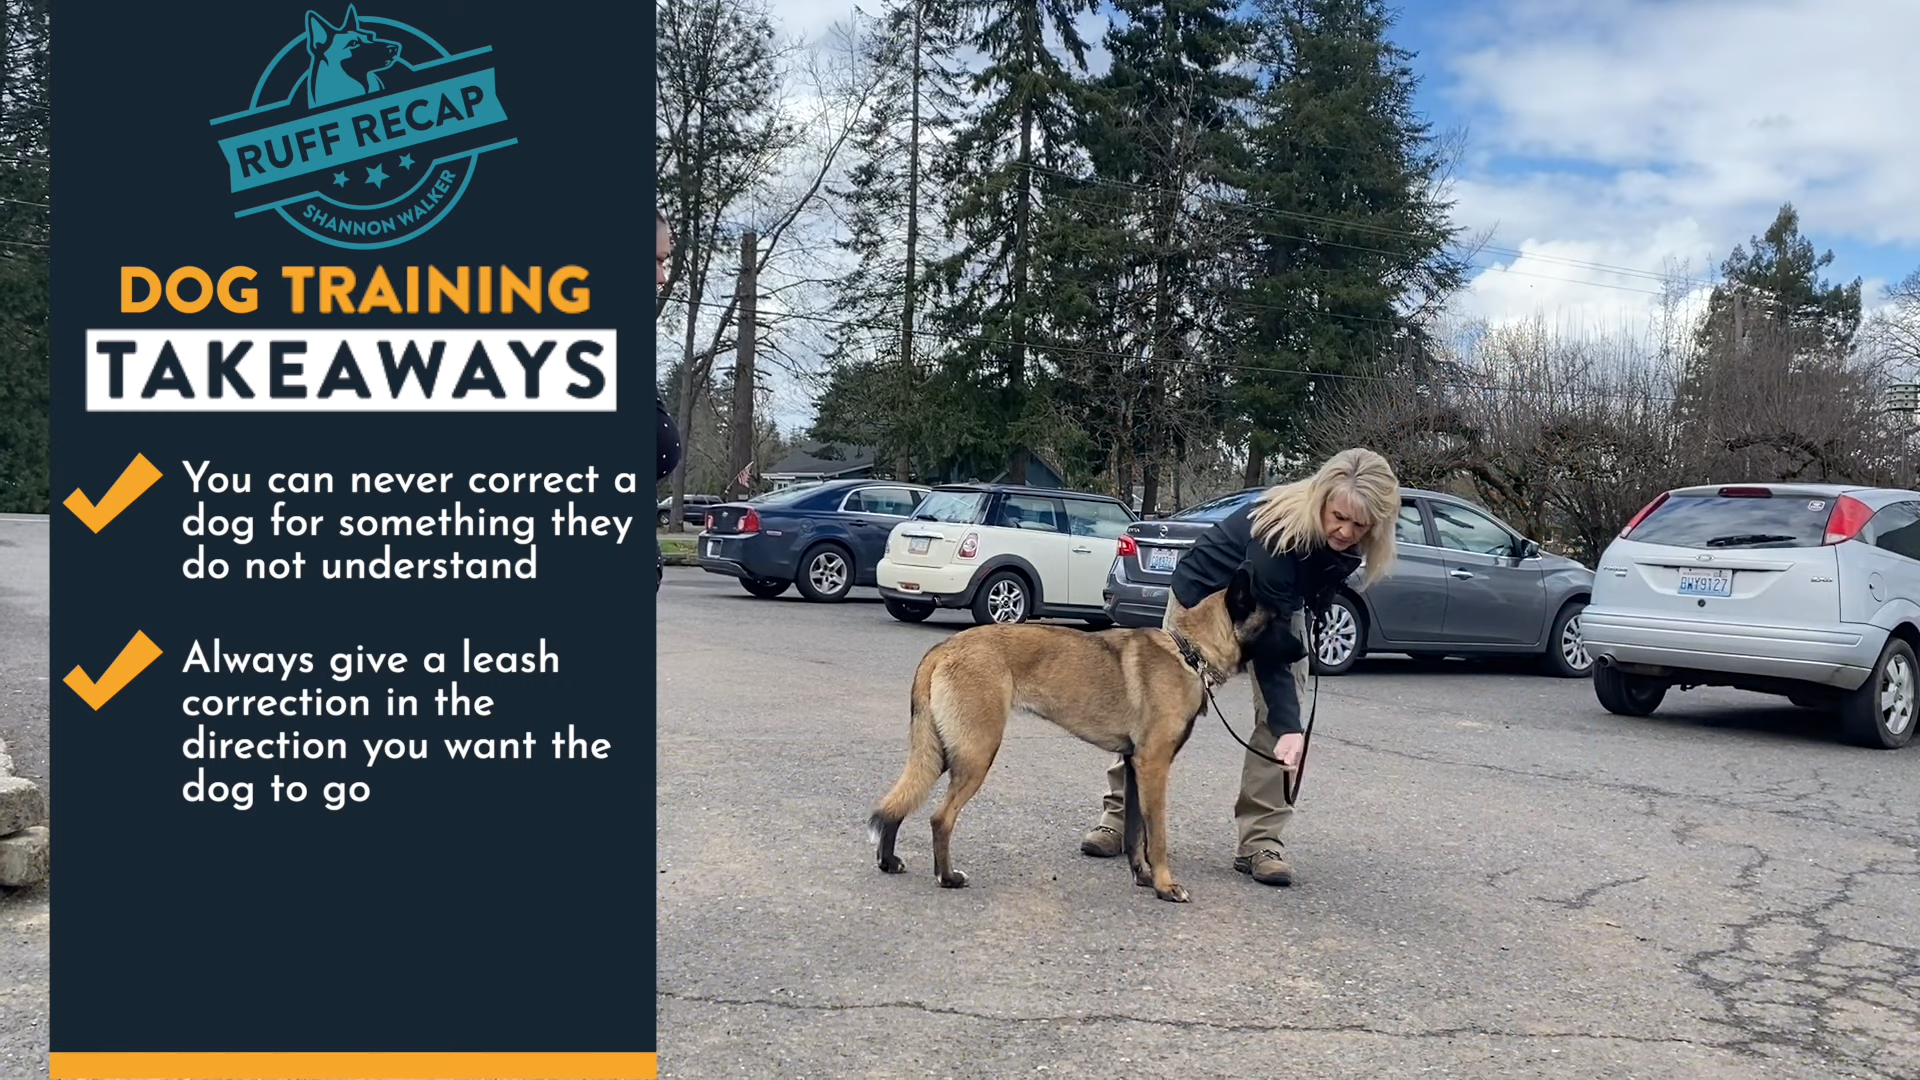 RUFF RECAP
SHANNON WALKER
DOG TRAINING
TAKEAWAYS
You can never correct a
dog for something they
do not understand
Always give a leash
correction in the
direction you want the
dog to go
BWY9127